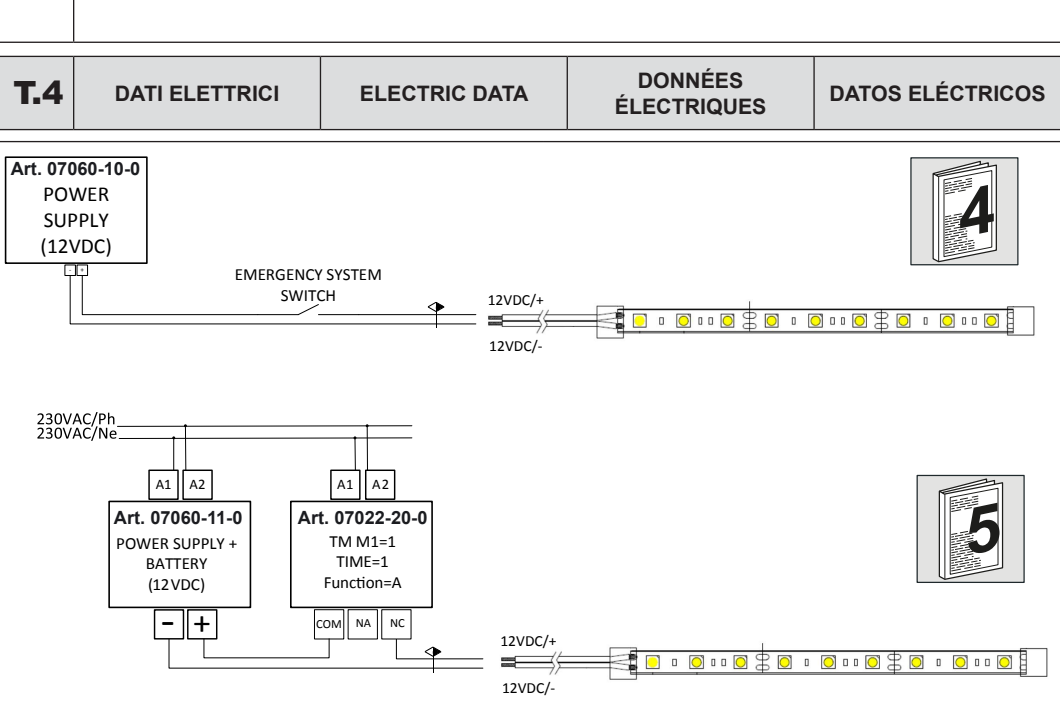 T.4
DATI ELETTRICI
ELECTRIC DATA
DONNÉES
ÉLECTRIQUES
DATOS ELÉCTRICOS
Art. 07060-10-0
POWER
SUPPLY
(12VDC)
- +
EMERGENCY SYSTEM
SWITCH
12VDC/+
12VDC/-
4
230VAC/Ph
230VAC/Ne
A1 A2
Art. 07060-11-0
POWER SUPPLY +
BATTERY
(12VDC)
- +
A1 A2
Art. 07022-20-0
TM M1=1
TIME=1
Function=A
COM NA NC
12VDC/+
12VDC/-
5